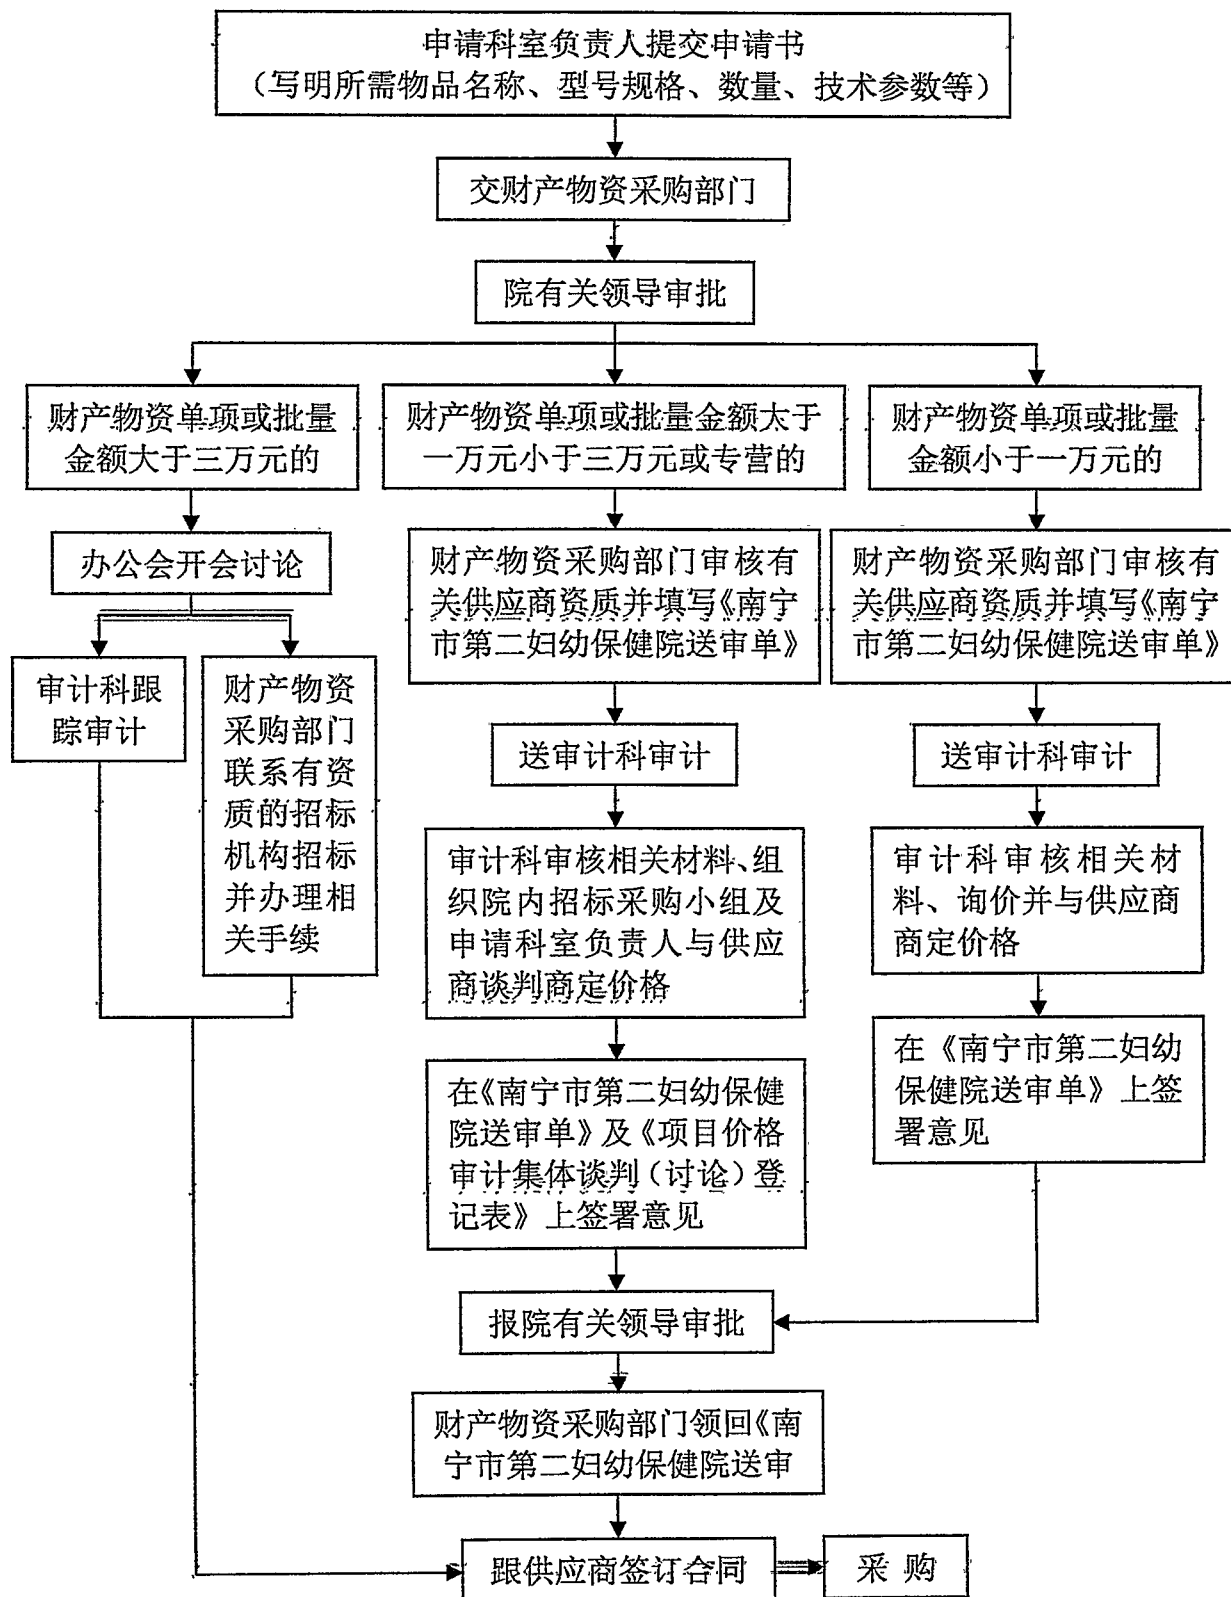 申请科室负责人提交申请书
（写明所需物品名称、型号规格、数量、技术参数等）
交财产物资采购部门
院有关领导审批
财产物资单项或批量
金额大于三万元的
办公会开会讨论
审计科跟
踪审计
财产物资
采购部门
联系有资
质的招标
机构招标
并办理相
关手续
财产物资单项或批量金额大于
一万元小于三万元或专营的
财产物资采购部门审核有
关供应商资质并填写《南宁
市第二妇幼保健院送审单》
送审计科审计
审计科审核相关材料、组
织院内招标采购小组及
申请科室负责人与供应
商谈判商定价格
在《南宁市第二妇幼保健
院送审单》及《项目价格
审计集体谈判（讨论）登
记表》上签署意见
财产物资单项或批量
金额小于一万元的
财产物资采购部门审核有
关供应商资质并填写《南宁
市第二妇幼保健院送审单》
送审计科审计
审计科审核相关材
料、询价并与供应商
商定价格
在《南宁市第二妇幼
保健院送审单》上签
署意见
报院有关领导审批
财产物资采购部门领回《南
宁市第二妇幼保健院送审
跟供应商签订合同
采 购